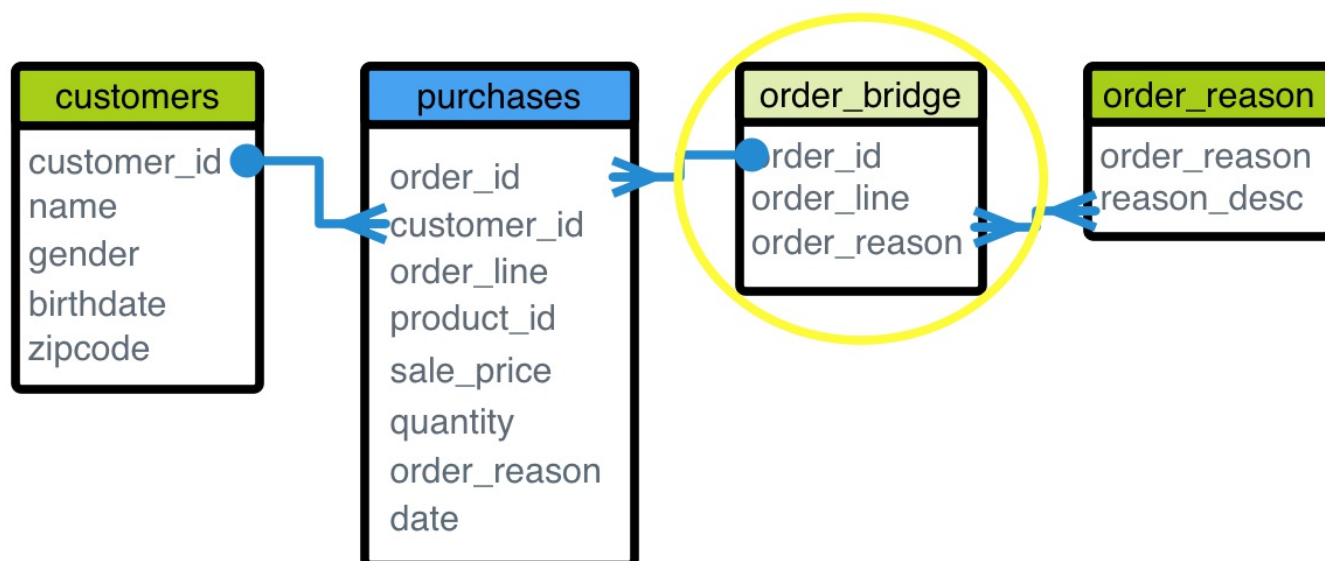 customers
customer_id
name
gender
birthdate
zipcode
purchases
order_id
customer_id
order_line
product_id
sale_price
quantity
order_reason
date
order_bridge
order_id
order_line
order_reason
order_reason
order_reason
reason_desc